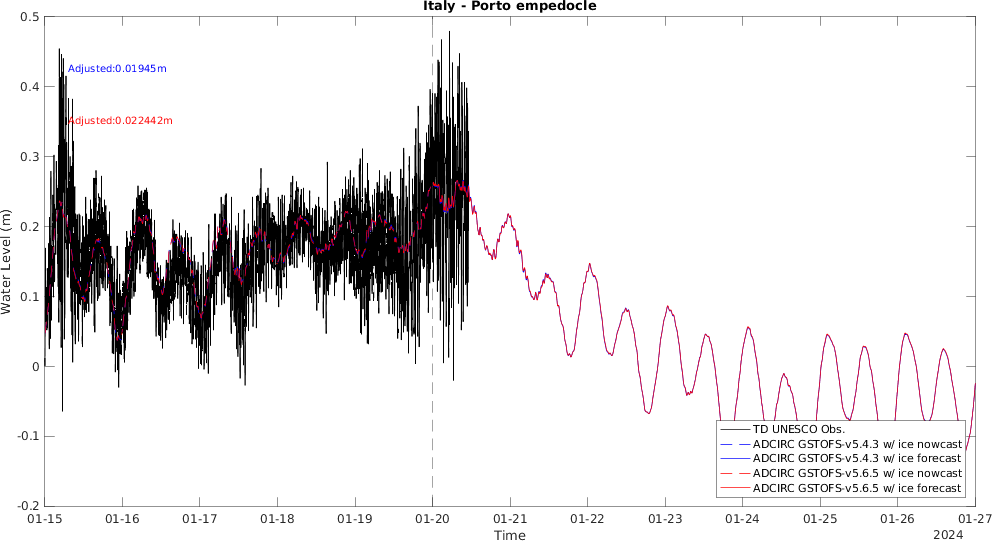 Italy - Porto empedocle
0.5
0.4
0.3
0.2
0.1
0
-0.1
-0.2
Water Level (m)
Adjusted:0.01945m
Adjusted:0.022442m
TD UNESCO Obs.
ADCIRC GSTOFS-v5.4.3 w/ ice nowcast
ADCIRC GSTOFS-v5.4.3 w/ ice forecast
ADCIRC GSTOFS-v5.6.5 w/ ice nowcast
ADCIRC GSTOFS-v5.6.5 w/ ice forecast
01-15 01-16 01-17 01-18 01-19 01-20 01-21 01-22 01-23 01-24 01-25 01-26 01-27
Time
2024